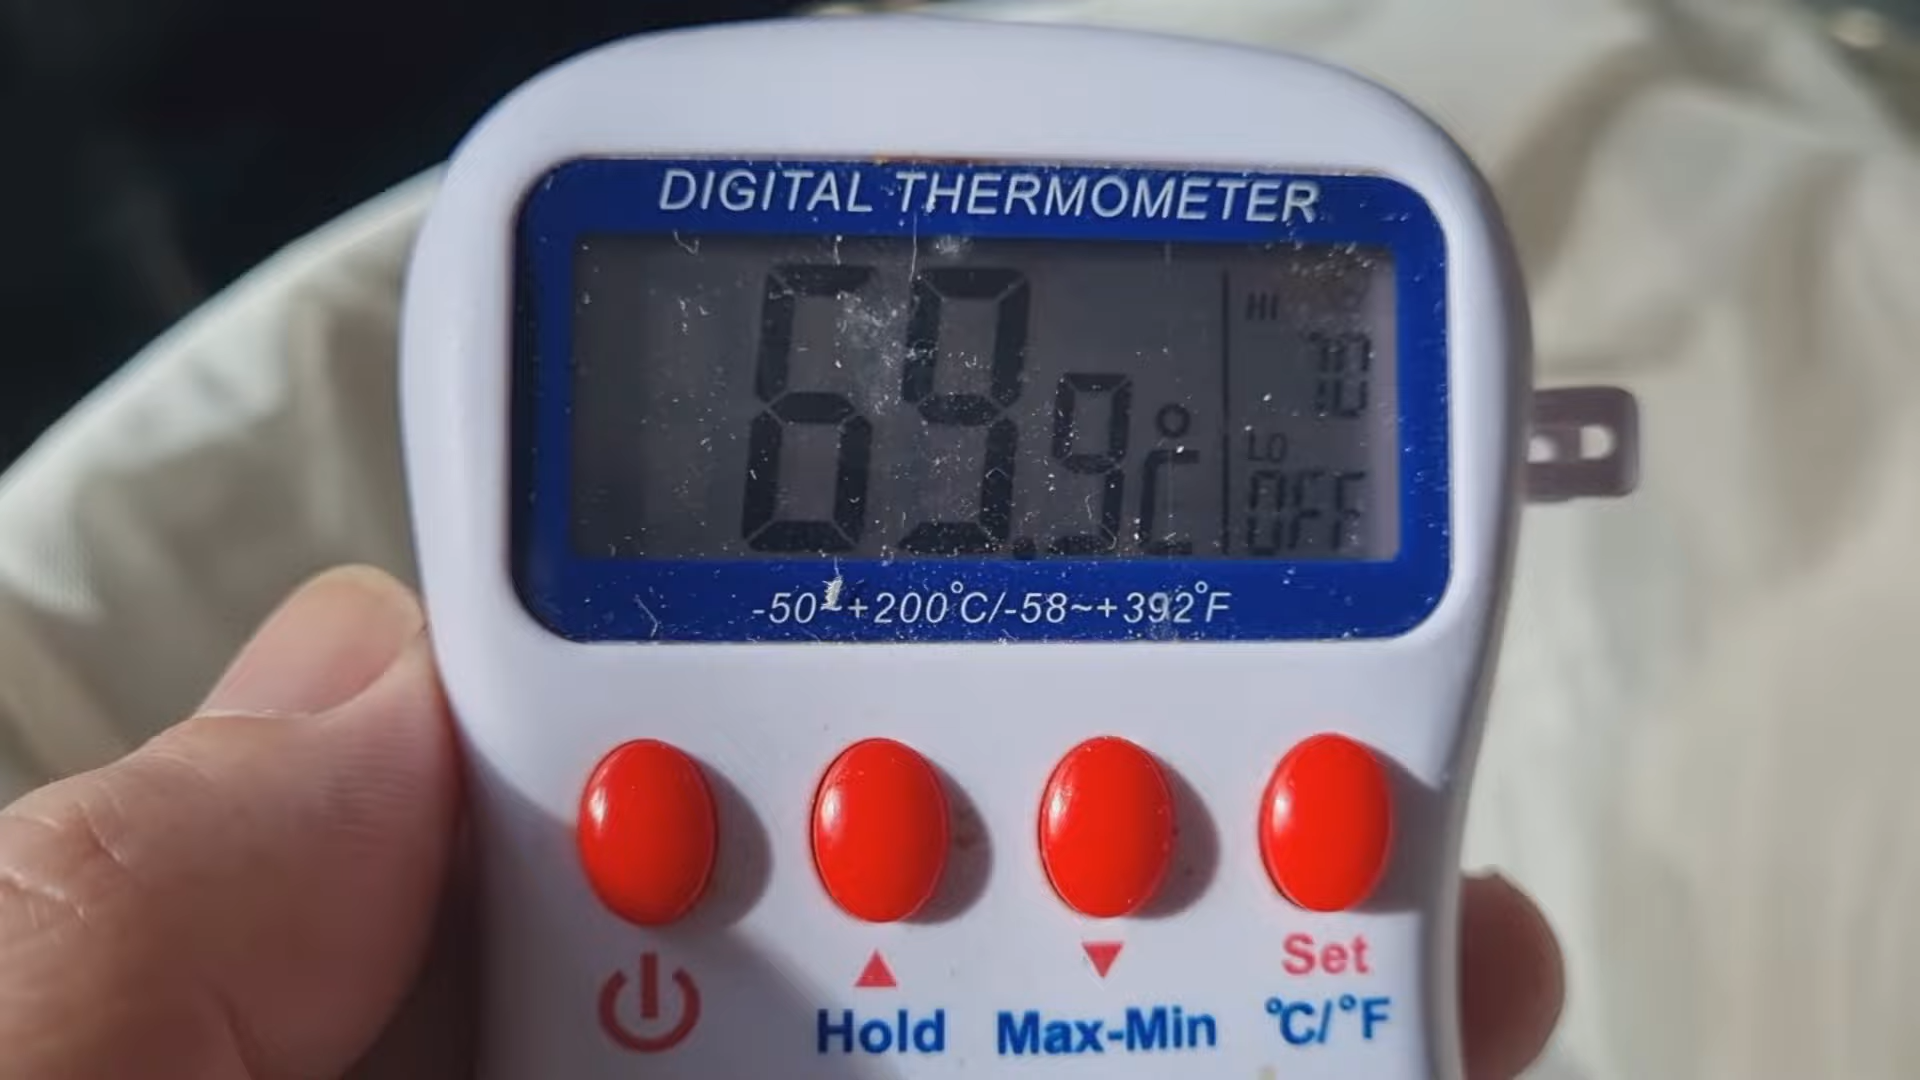 DIGITAL THERMOMETER
69.9°C
HI
70
LO
OFF
-50~+200°C/-58~+392°F
▲ ▼ Set
Hold Max-Min °C/°F